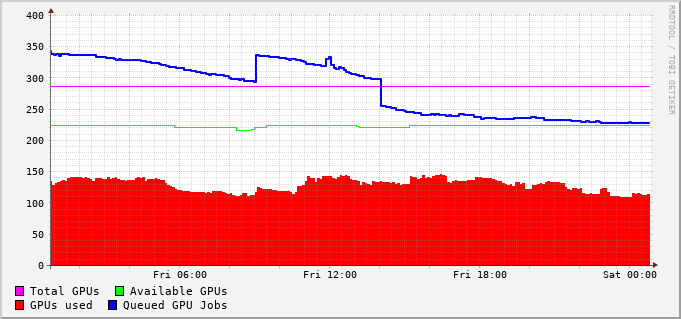 400
350
300
250
200
150
100
50
0
Fri 06:00 Fri 12:00 Fri 18:00 Sat 00:00
Total GPUs Available GPUs
GPUs used Queued GPU Jobs
RRDTOOL / TOBI OETIKER